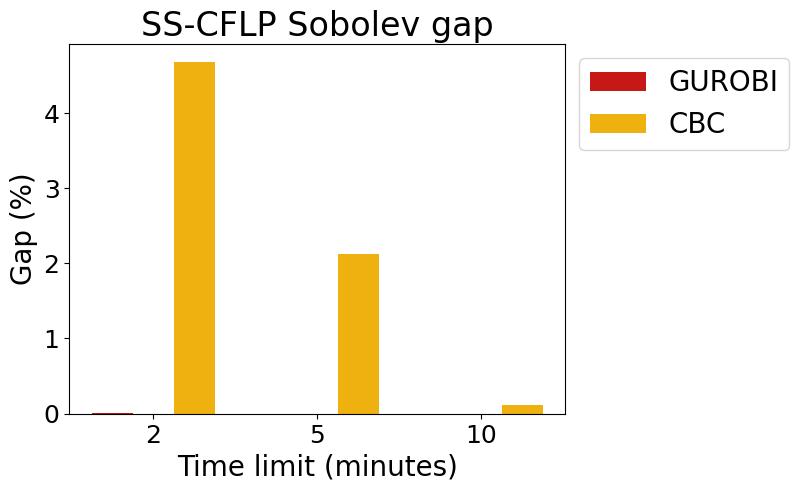 SS-CFLP Sobolev gap
GUROBI
CBC
Gap (%)
4
3
2
1
0
2 5 10
Time limit (minutes)